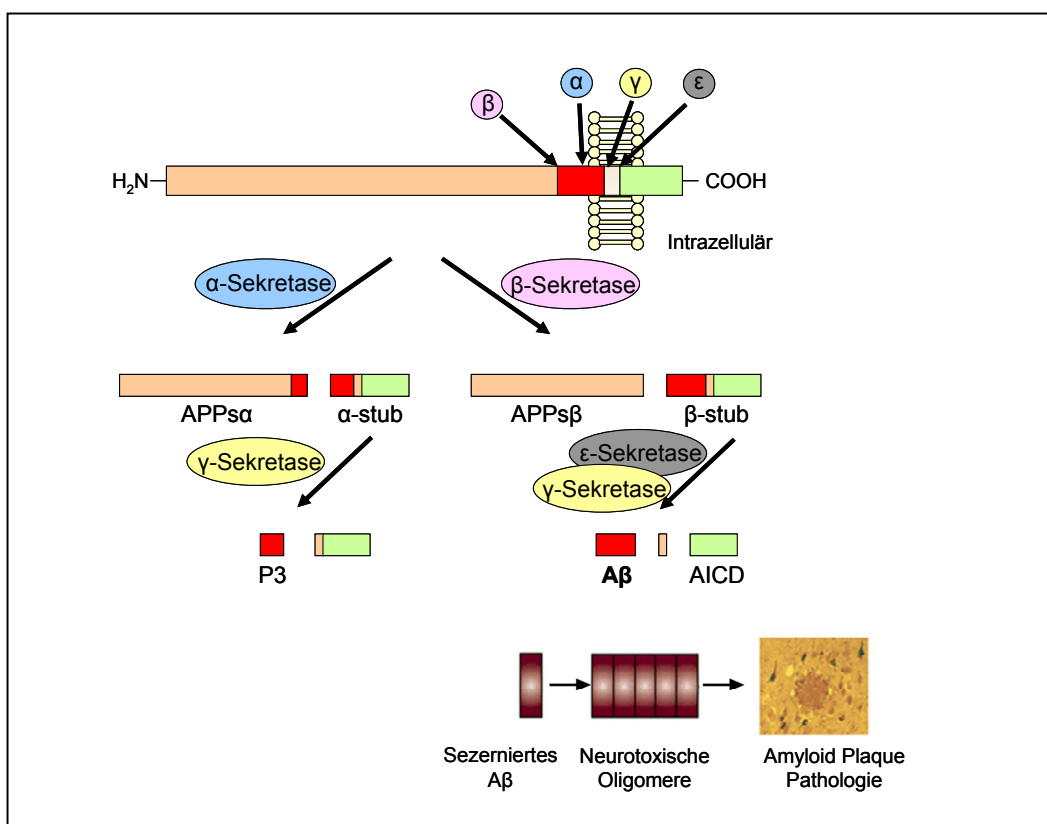 β
α
γ
ε
H₂N
COOH
Intrazellulär
α-Sekretase
β-Sekretase
APPsα
α-stub
APPsβ
β-stub
γ-Sekretase
ε-Sekretase
γ-Sekretase
P3
Aβ
AICD
Sezerniertes
Aβ
Neurotoxische
Oligomere
Amyloid Plaque
Pathologie